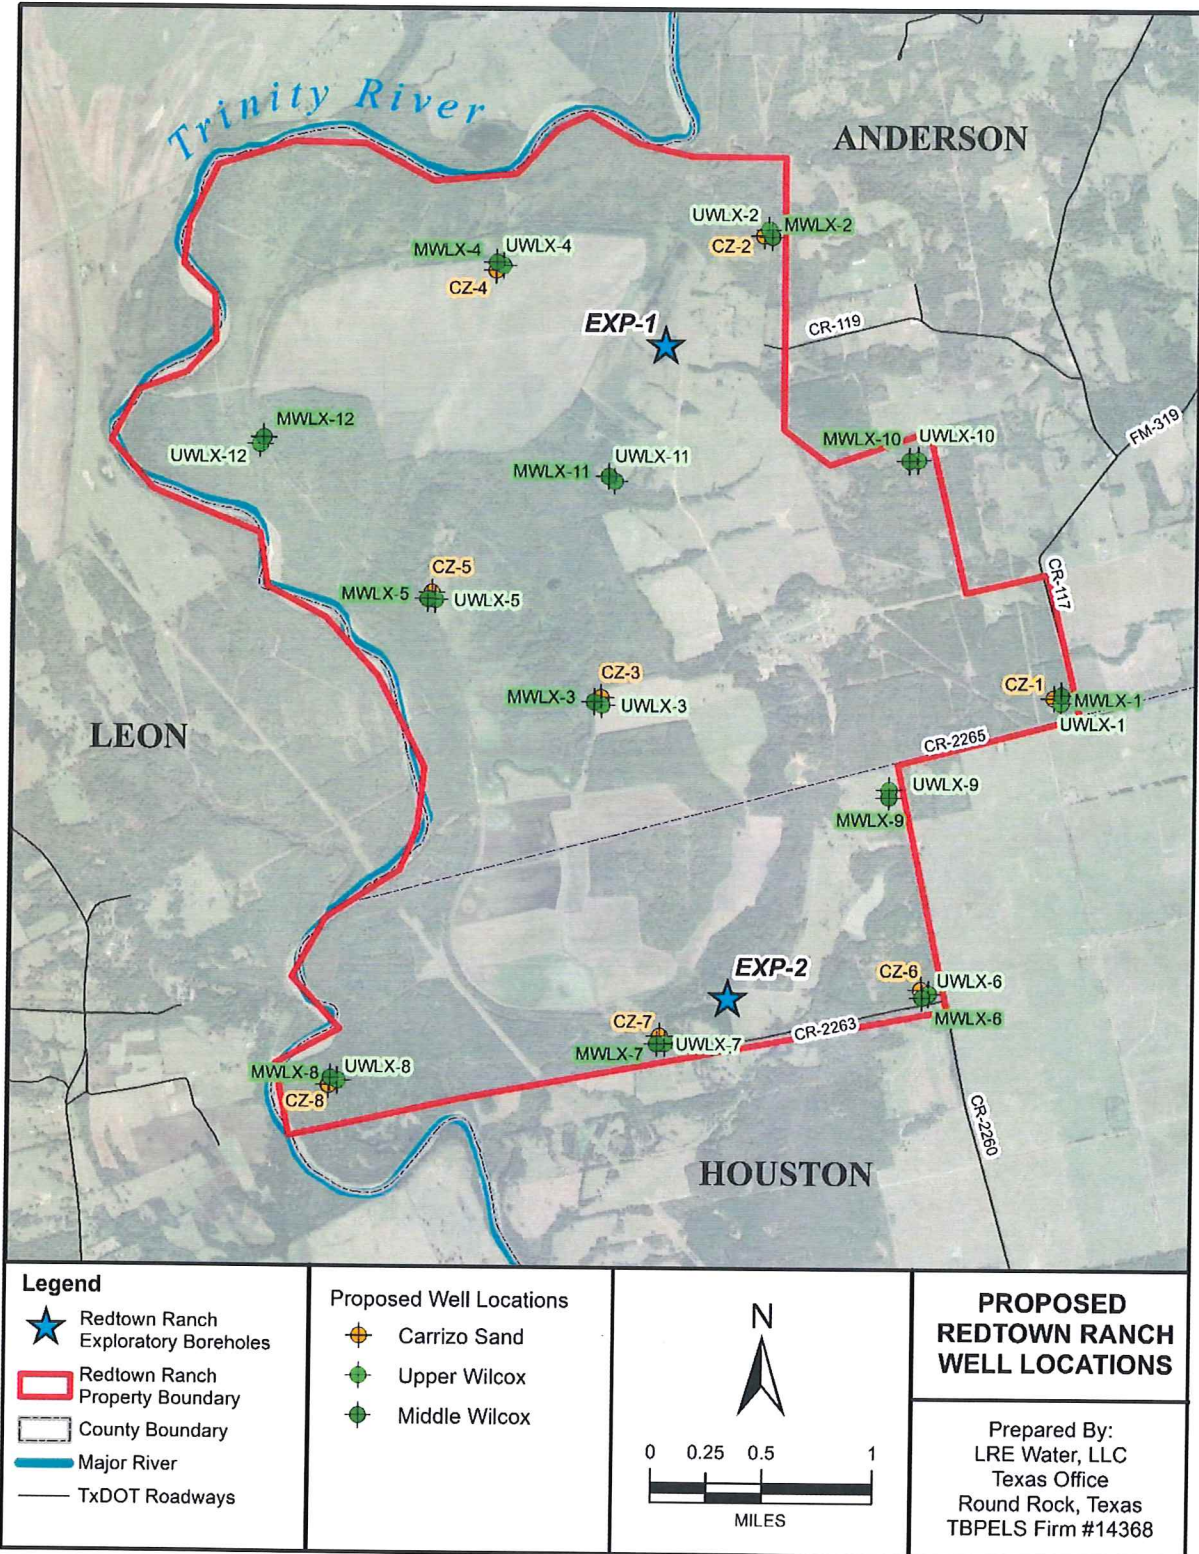 Trinity River
ANDERSON
UWLX-2
MWLX-2
CZ-2
MWLX-4
UWLX-4
CZ-4
EXP-1
CR-119
MWLX-12
UWLX-12
MWLX-10
UWLX-10
FM-319
UWLX-11
MWLX-11
CZ-5
MWLX-5
UWLX-5
CR-117
CZ-3
MWLX-3
UWLX-3
CZ-1
MWLX-1
UWLX-1
LEON
CR-2265
UWLX-9
MWLX-9
EXP-2
CZ-6
UWLX-6
MWLX-6
CZ-7
CR-2263
MWLX-7
UWLX-7
MWLX-8
UWLX-8
CZ-8
CR-2260
HOUSTON
Legend
Redtown Ranch
Exploratory Boreholes
Redtown Ranch
Property Boundary
County Boundary
Major River
TxDOT Roadways
Proposed Well Locations
Carrizo Sand
Upper Wilcox
Middle Wilcox
N
0 0.25 0.5 1
MILES
PROPOSED
REDTOWN RANCH
WELL LOCATIONS
Prepared By:
LRE Water, LLC
Texas Office
Round Rock, Texas
TBPELS Firm #14368